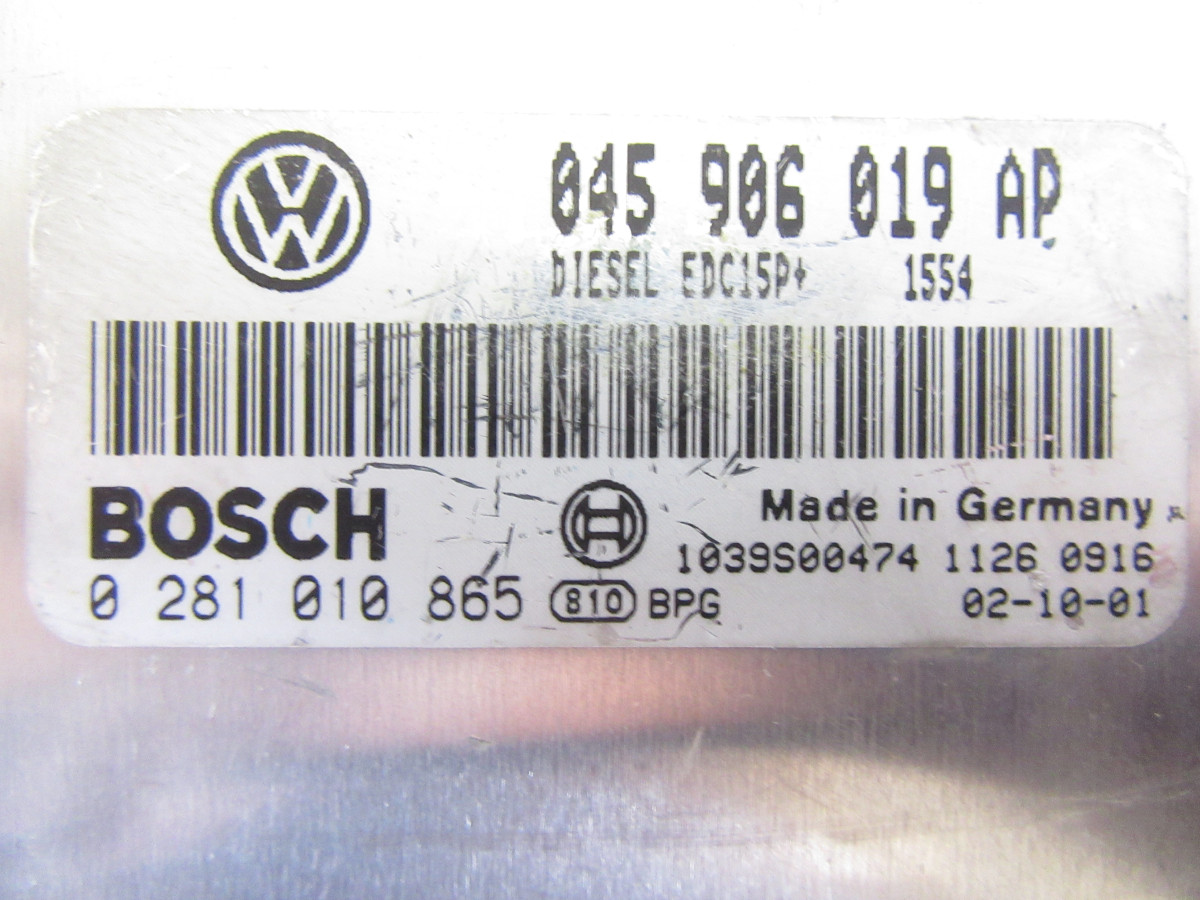 045 906 019 AP
DIESEL EDC15P+ 1554
BOSCH
Made in Germany
1039S00474 1126 0916
0 281 010 865 810 BPG 02-10-01